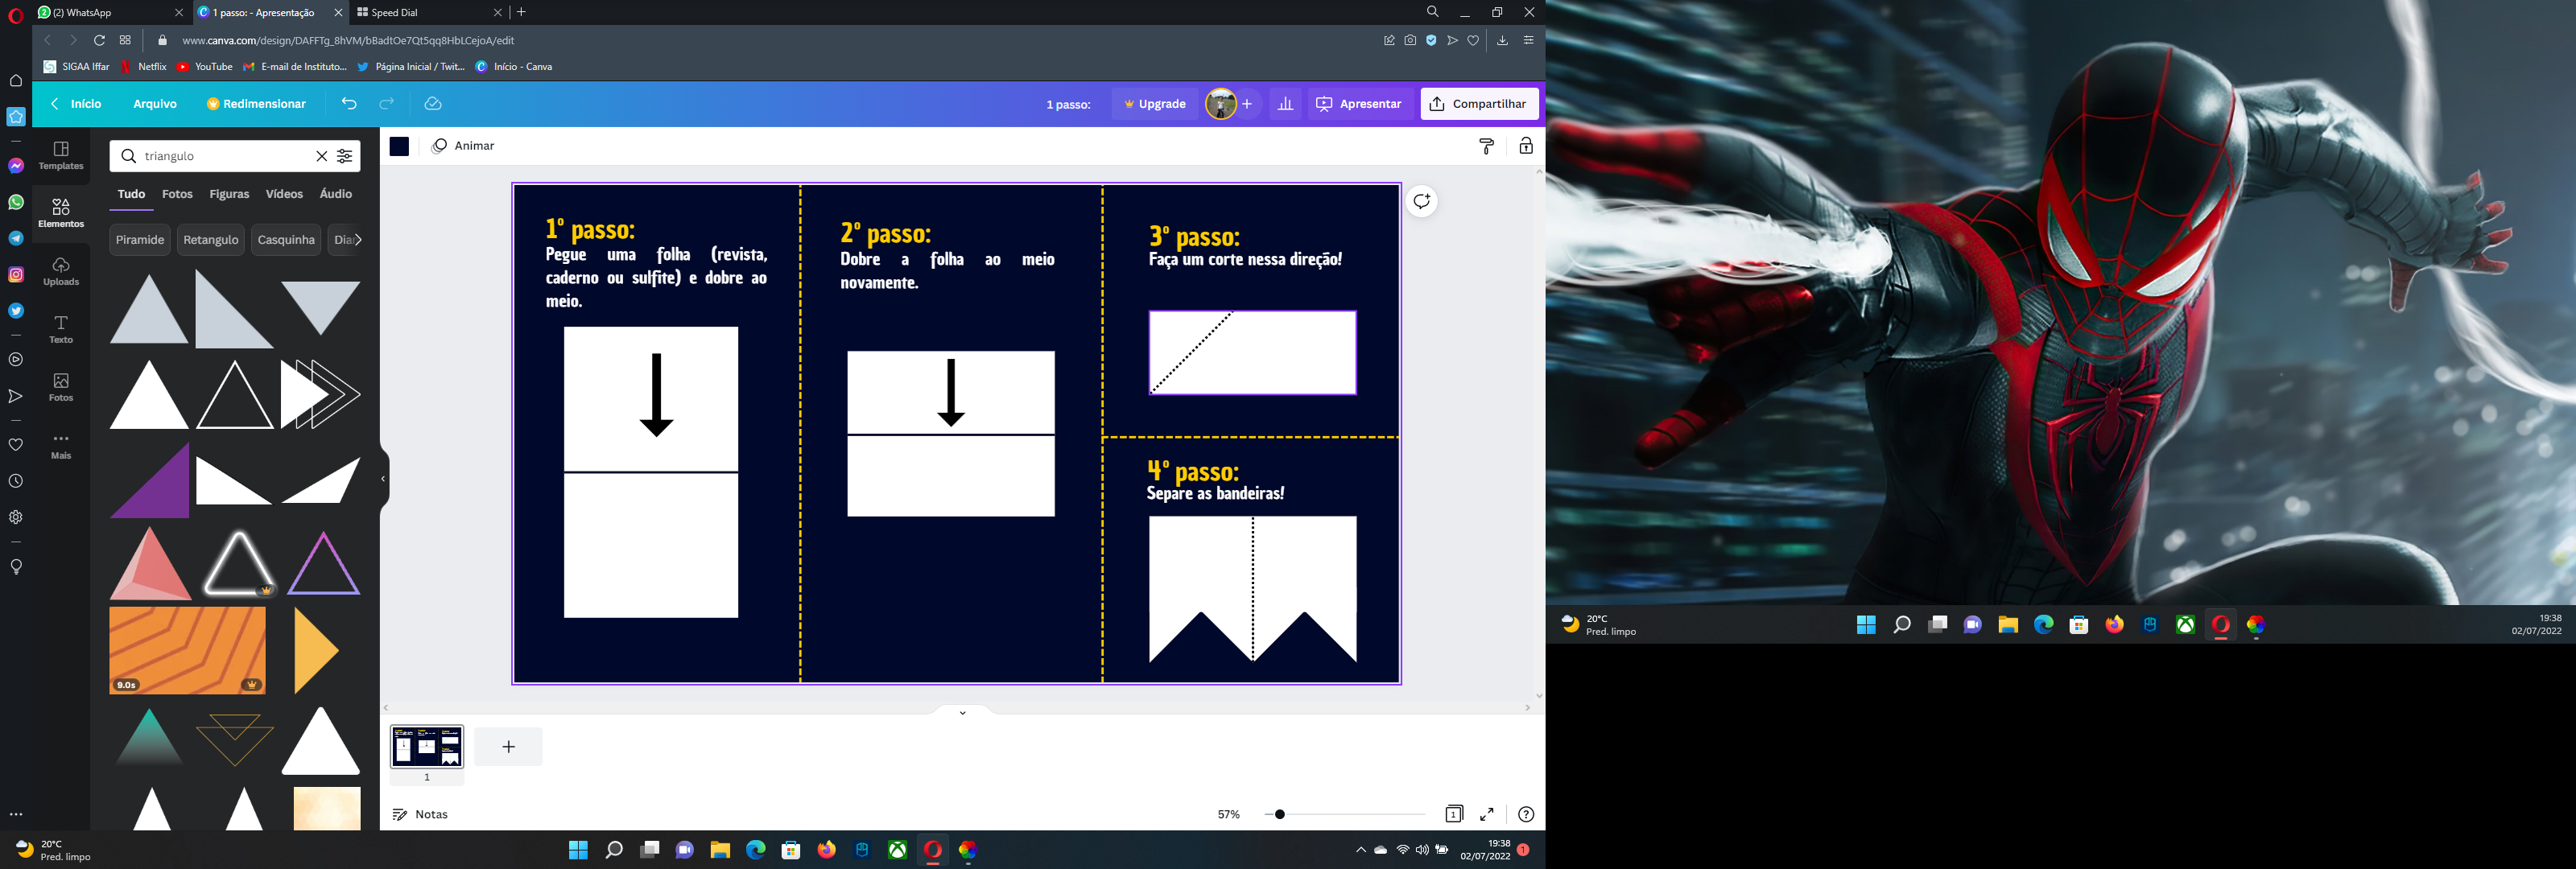 (2) WhatsApp
1 passo: - Apresentação
Speed Dial
www.canva.com/design/DAFFTg_8hVM/bBadtOe7Qt5qq8HbLCejoA/edit
SIGAA Iffar
Netflix
YouTube
E-mail de Instituto...
Página Inicial / Twit...
Início - Canva
Início
Arquivo
Redimensionar
1 passo:
Upgrade
Apresentar
Compartilhar
Templates
Elementos
Uploads
Texto
Fotos
Mais
triangulo
Tudo
Fotos
Figuras
Vídeos
Áudio
Piramide
Retangulo
Casquinha
9.0s
Animar
1º passo:
Pegue uma folha (revista,
caderno ou sulfite) e dobre ao
meio.
2º passo:
Dobre a folha ao meio
novamente.
3º passo:
Faça um corte nessa direção!
4º passo:
Separe as bandeiras!
1
Notas
57%
1
20°C
Pred. limpo
19:38
02/07/2022
1
20°C
Pred. limpo
19:38
02/07/2022